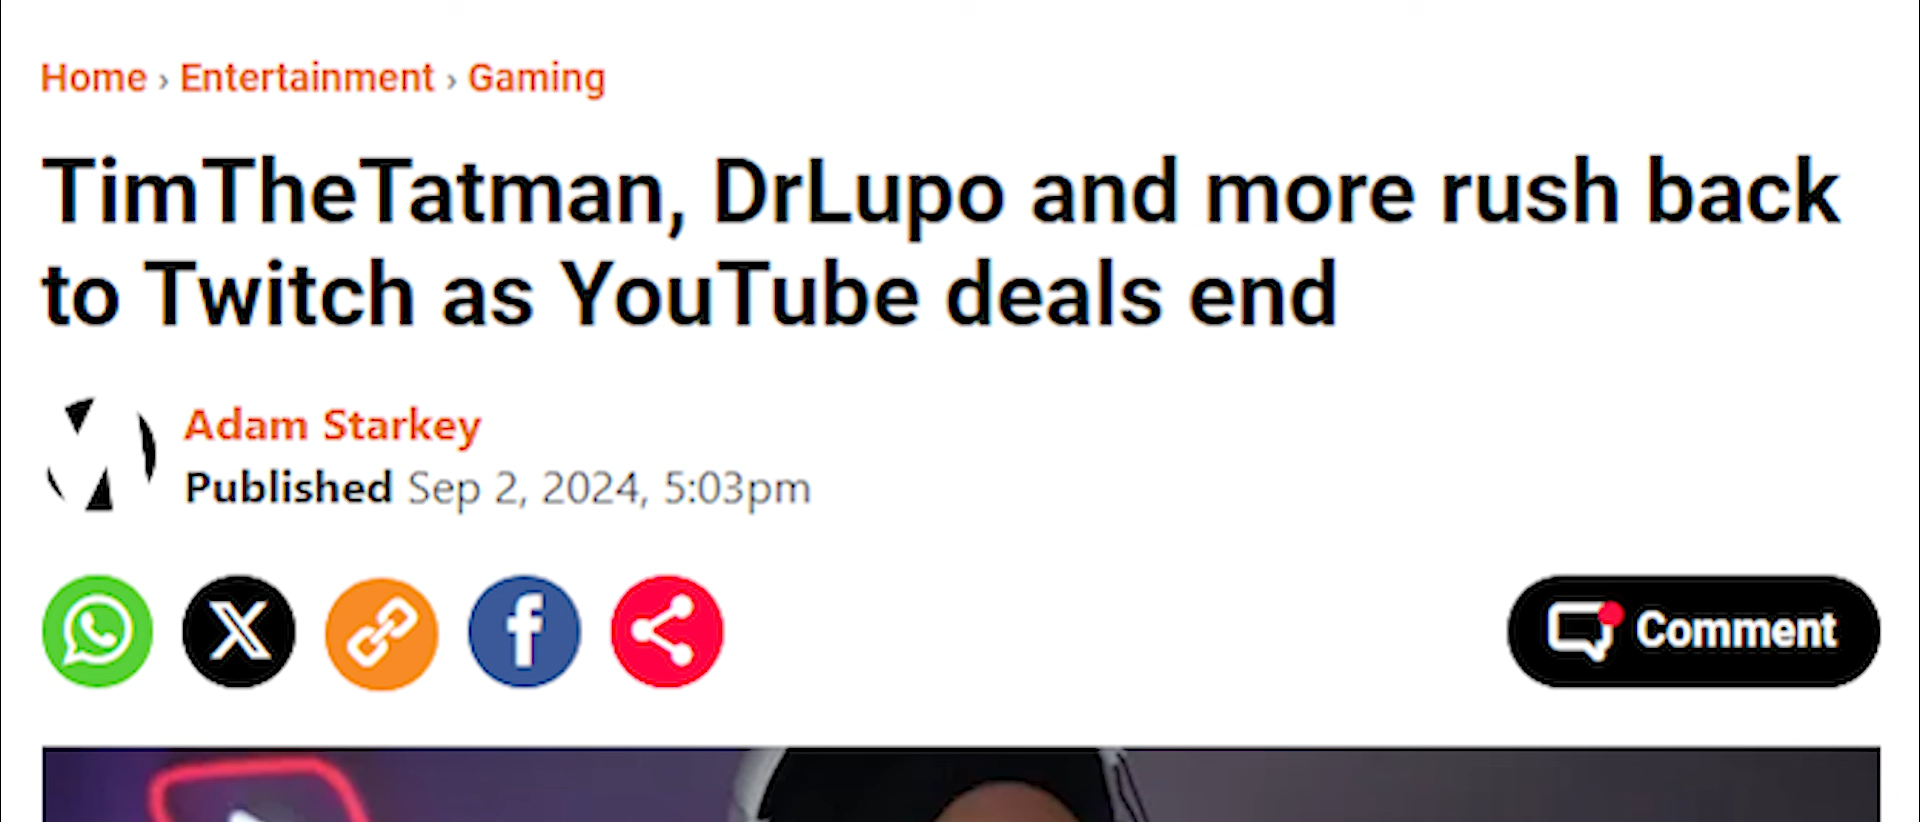 Home › Entertainment › Gaming
TimTheTatman, DrLupo and more rush back
to Twitch as YouTube deals end
Adam Starkey
Published Sep 2, 2024, 5:03pm
Comment